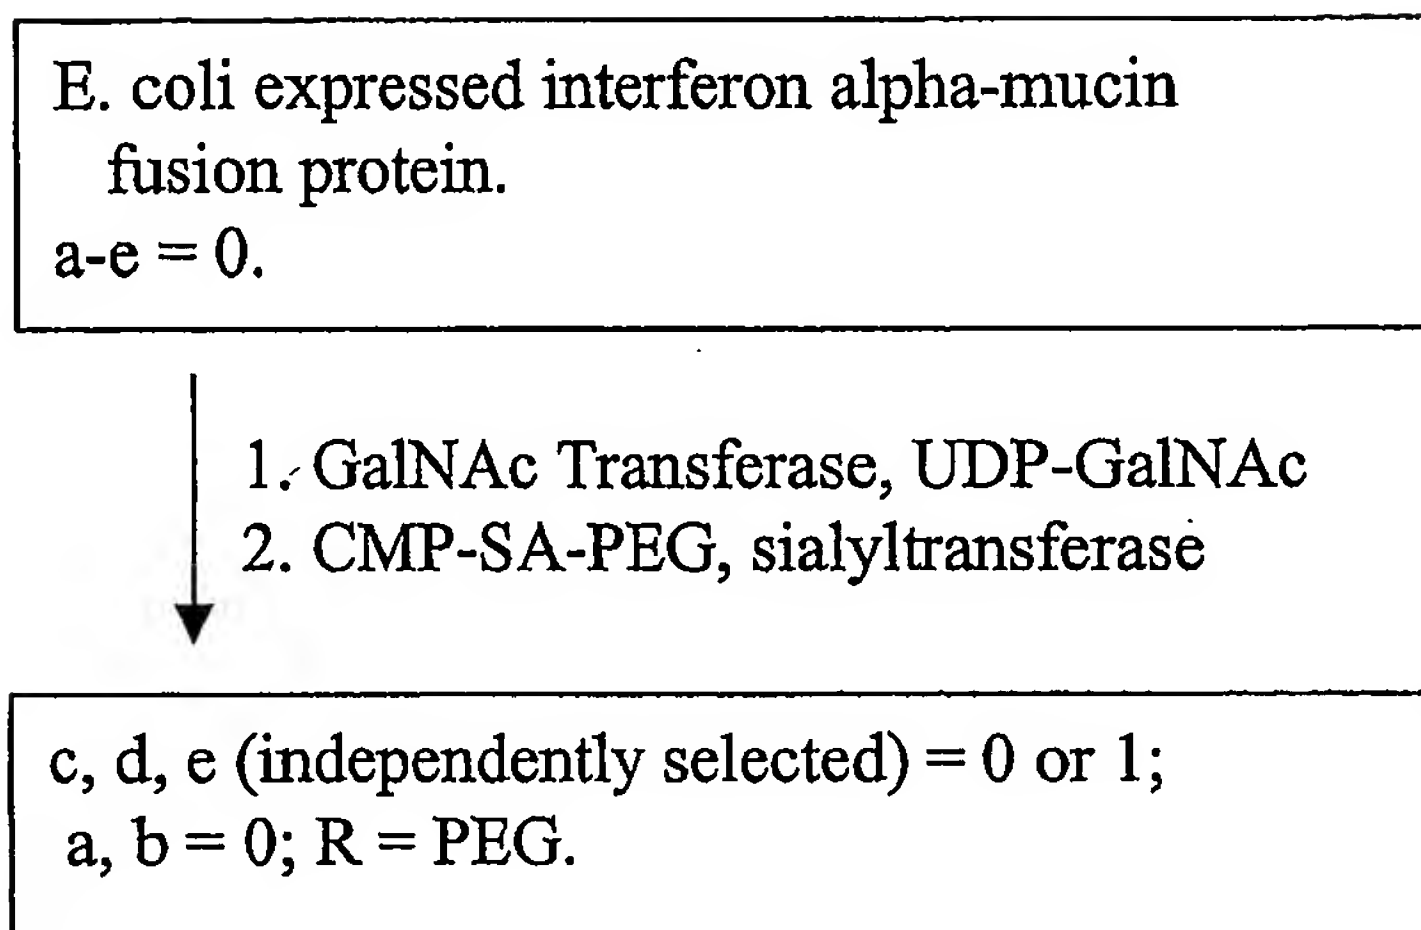 E. coli expressed interferon alpha-mucin
fusion protein.
a-e = 0.
1. GalNAc Transferase, UDP-GalNAc
2. CMP-SA-PEG, sialyltransferase
c, d, e (independently selected) = 0 or 1;
a, b = 0; R = PEG.